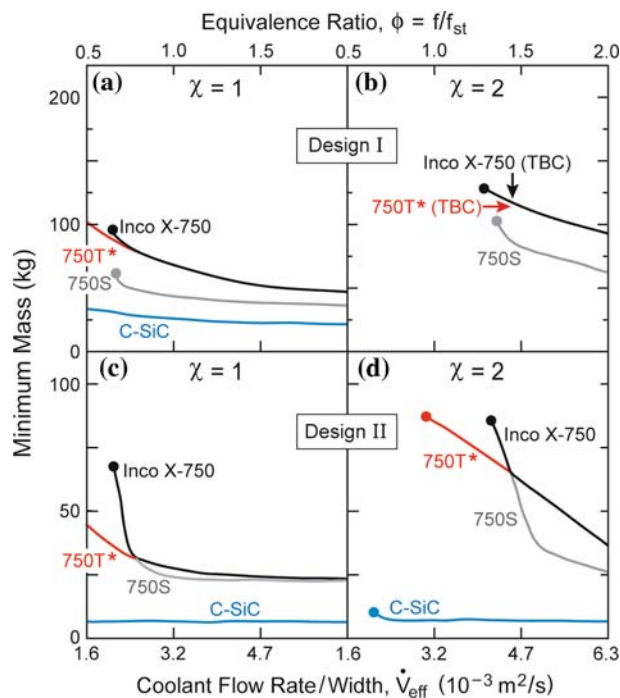 Equivalence Ratio, ϕ = f/f_st
0.5 1.0 1.5 0.5 1.0 1.5 2.0
(a) χ = 1 (b) χ = 2
Design I
200
100
0
Inco X-750
750T*
750S
C-SiC
Inco X-750 (TBC)
750T* (TBC)
750S
Minimum Mass (kg)
(c) χ = 1 (d) χ = 2
Design II
100
50
0
Inco X-750
750T*
750S
C-SiC
Inco X-750
750T*
750S
C-SiC
1.6 3.2 4.7 1.6 3.2 4.7 6.3
Coolant Flow Rate/Width, V̇_eff (10⁻³ m²/s)